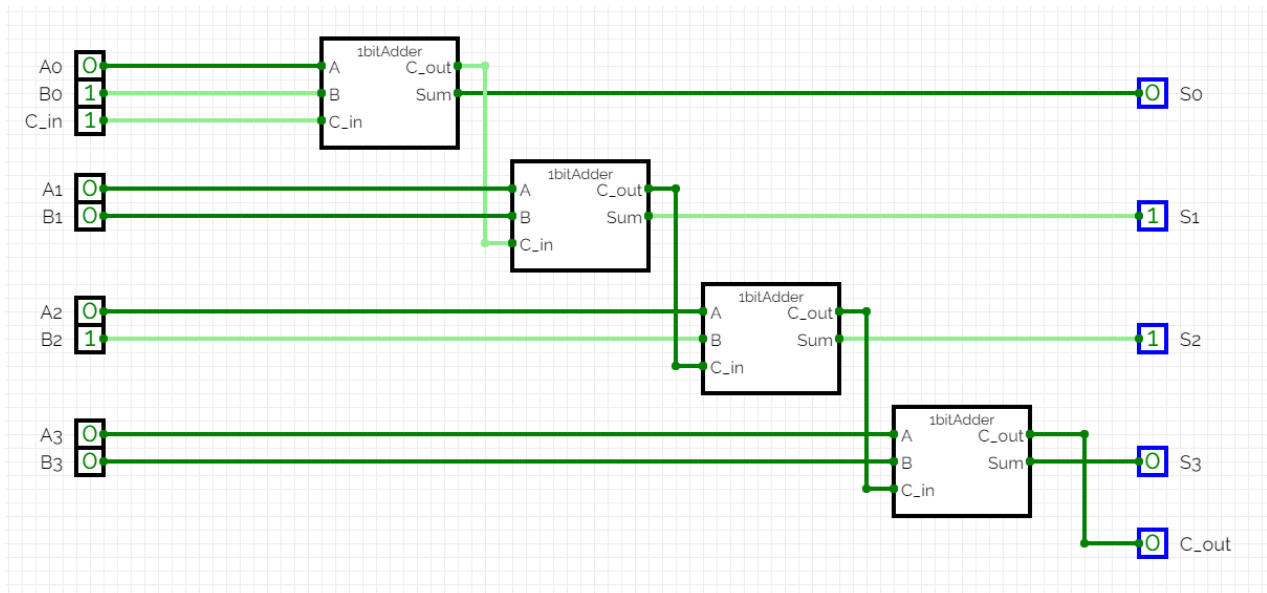 1bitAdder
A0 0 A C_out
B0 1 B Sum 0 S0
C_in 1 C_in
1bitAdder
A1 0 A C_out
B1 0 B Sum 1 S1
C_in
1bitAdder
A2 0 A C_out
B2 1 B Sum 1 S2
C_in
1bitAdder
A3 0 A C_out
B3 0 B Sum 0 S3
C_in
0 C_out